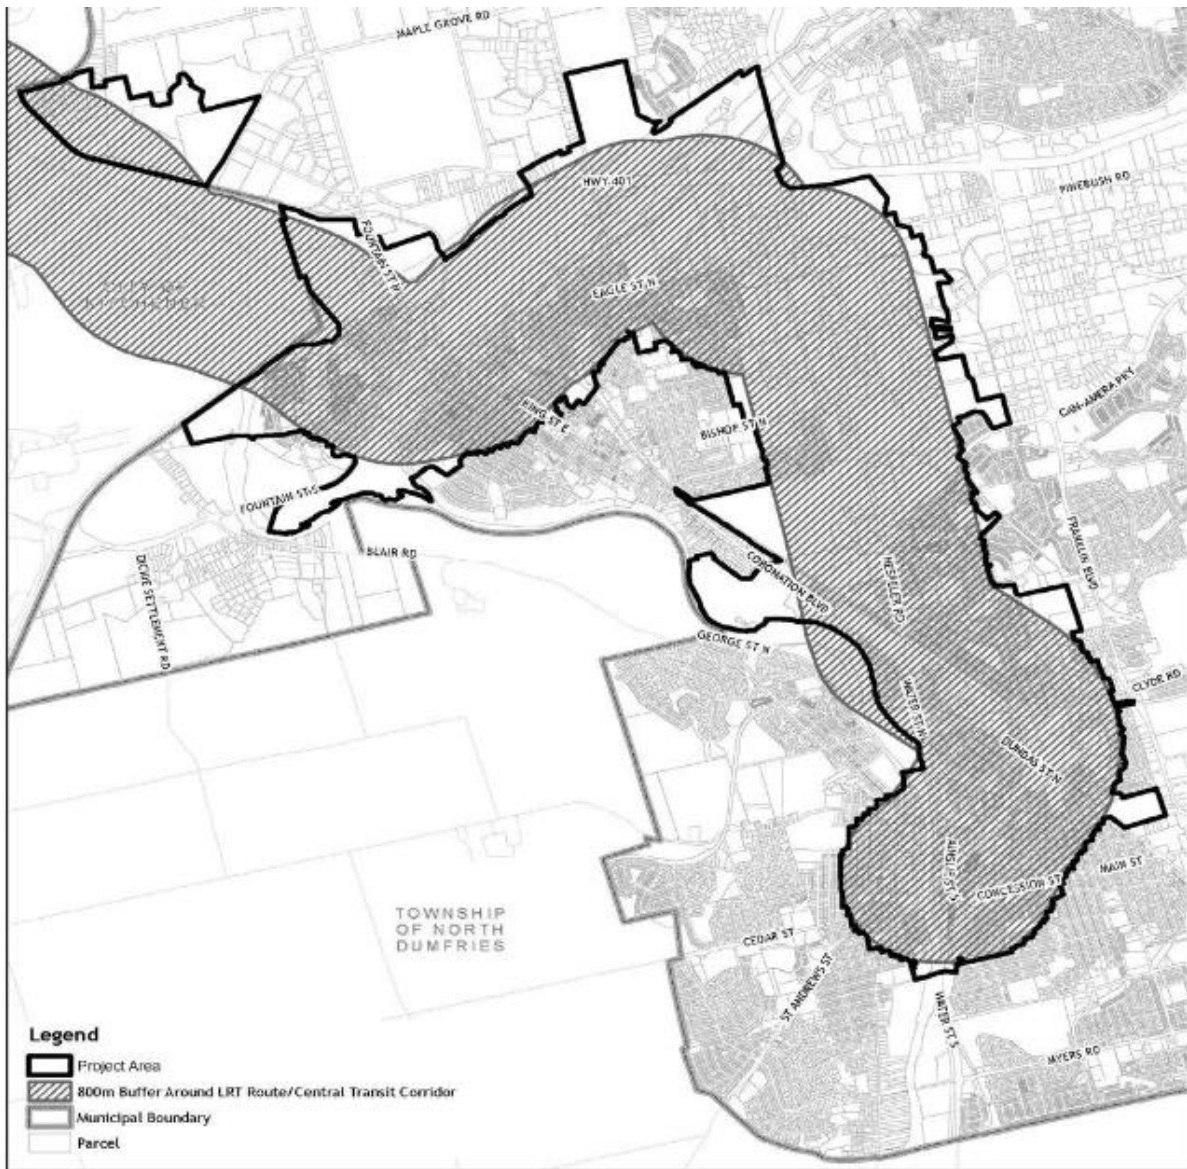 MAPLE GROVE RD
PINEBUSH RD
HWY 401
FOUNTAIN ST N
EAGLE ST N
CITY OF
KITCHENER
CAN-AMERA PKY
KING ST E
BISHOP ST N
FOUNTAIN ST S
BLAIR RD
FRANKLIN BLVD
DICKIE SETTLEMENT RD
CORONATION BLVD
HESPELER RD
GEORGE ST N
CLYDE RD
WATER ST N
DUNDAS ST N
AINSLIE ST S
MAIN ST
CONCESSION ST
TOWNSHIP
OF NORTH
DUMFRIES
CEDAR ST
ST ANDREWS ST
WATER ST S
MYERS RD
Legend
Project Area
800m Buffer Around LRT Route/Central Transit Corridor
Municipal Boundary
Parcel